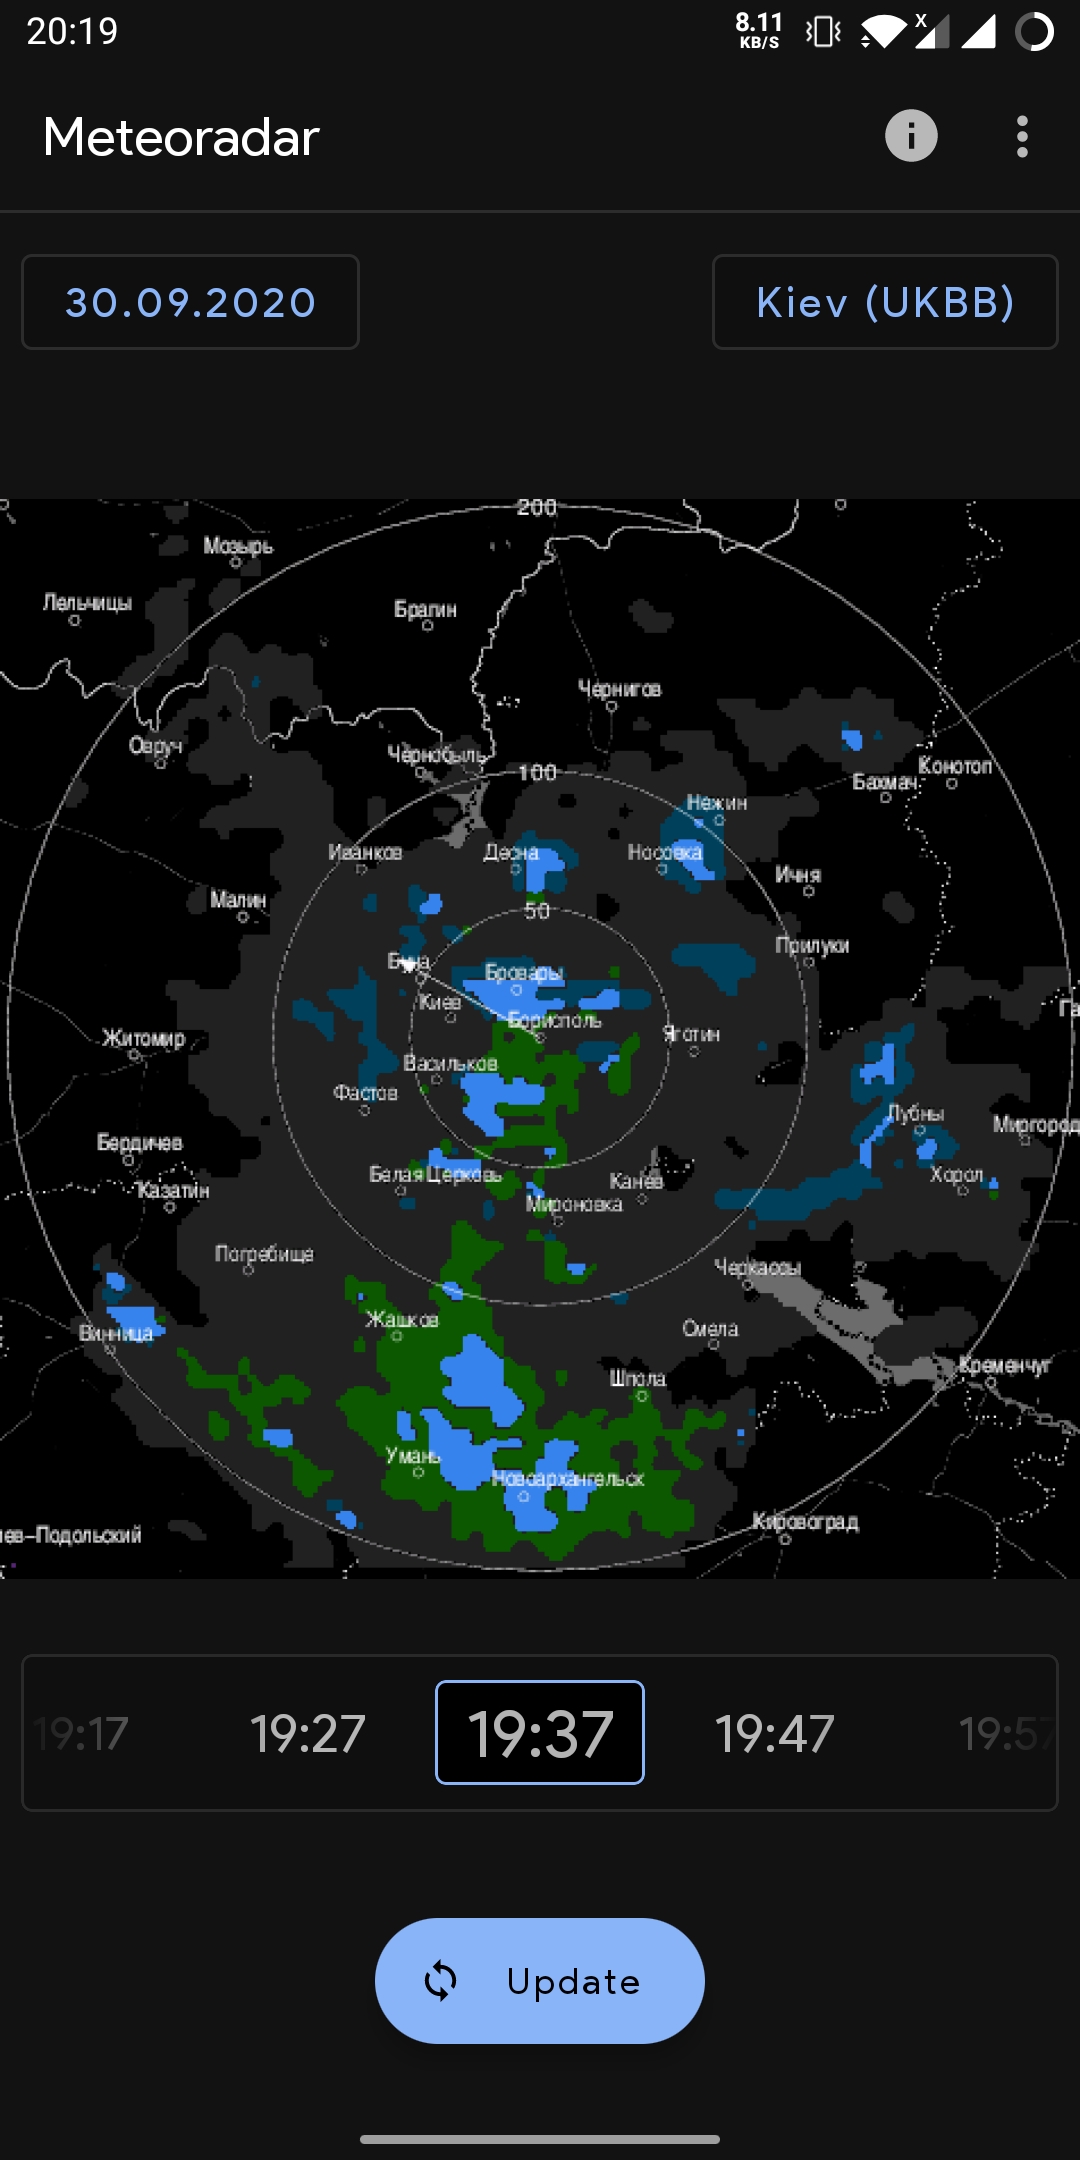 20:19
8.11
KB/S
X
Meteoradar
30.09.2020
Kiev (UKBB)
200
Мозырь
Лельчицы
Брагин
Чернигов
Овруч
Чернобыль
100
Конотоп
Бахмач
Нежин
Иванков
Десна
Носовка
Ичня
Малин
50
Прилуки
Буча
Бровары
Киев
Борисполь
Яготин
Житомир
Васильков
Фастов
Лубны
Миргород
Бердичев
Белая Церковь
Канев
Хорол
Казатин
Мироновка
Погребище
Черкассы
Жашков
Смела
Винница
Шпола
Кременчуг
Умань
Новоархангельск
Кировоград
ев-Подольский
19:17
19:27
19:37
19:47
19:57
Update